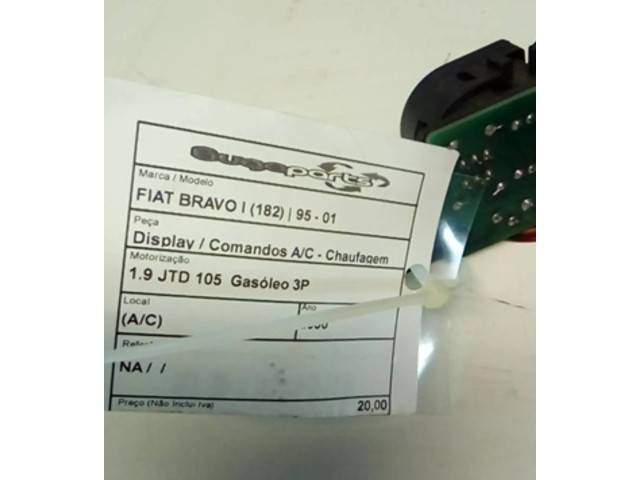 Marca / Modelo
FIAT BRAVO I (182) | 95 - 01
Peça
Display / Comandos A/C - Chaufagem
Motorização
1.9 JTD 105 Gasóleo 3P
Local
Ano
(A/C)
NA / /
Preço (Não Inclui Iva)
20,00